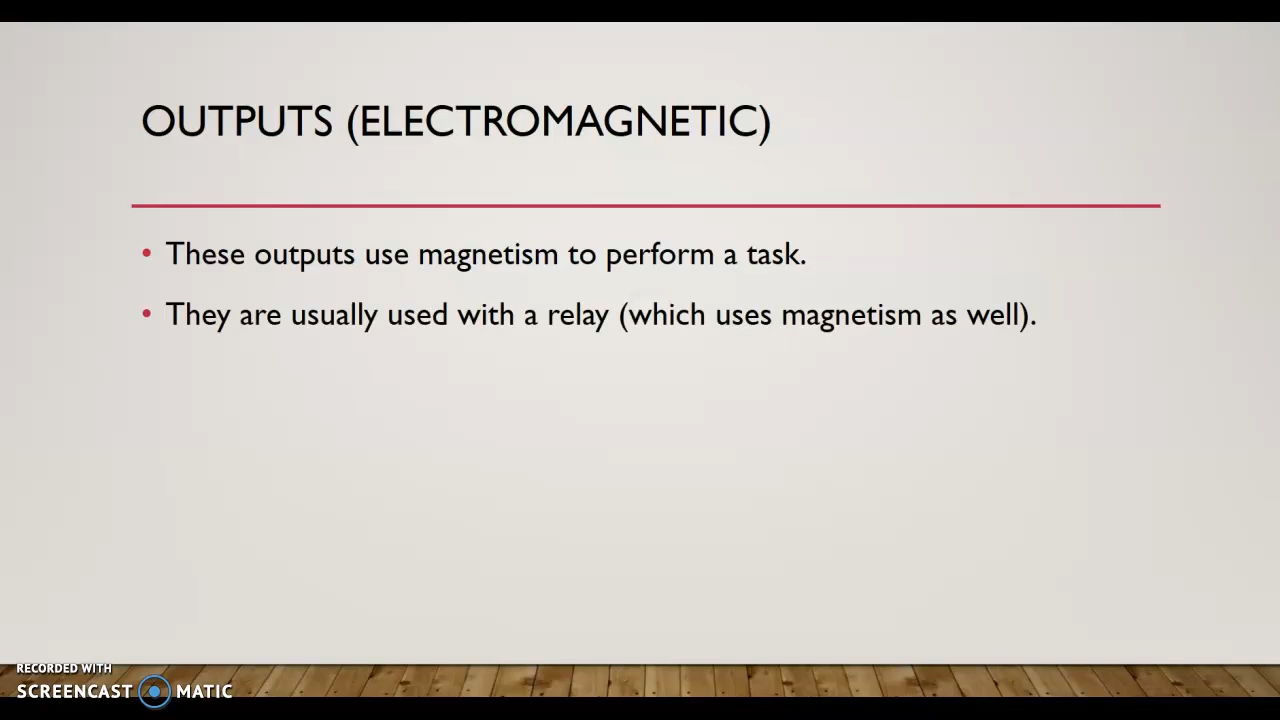 OUTPUTS (ELECTROMAGNETIC)
• These outputs use magnetism to perform a task.
• They are usually used with a relay (which uses magnetism as well).
RECORDED WITH
SCREENCAST MATIC